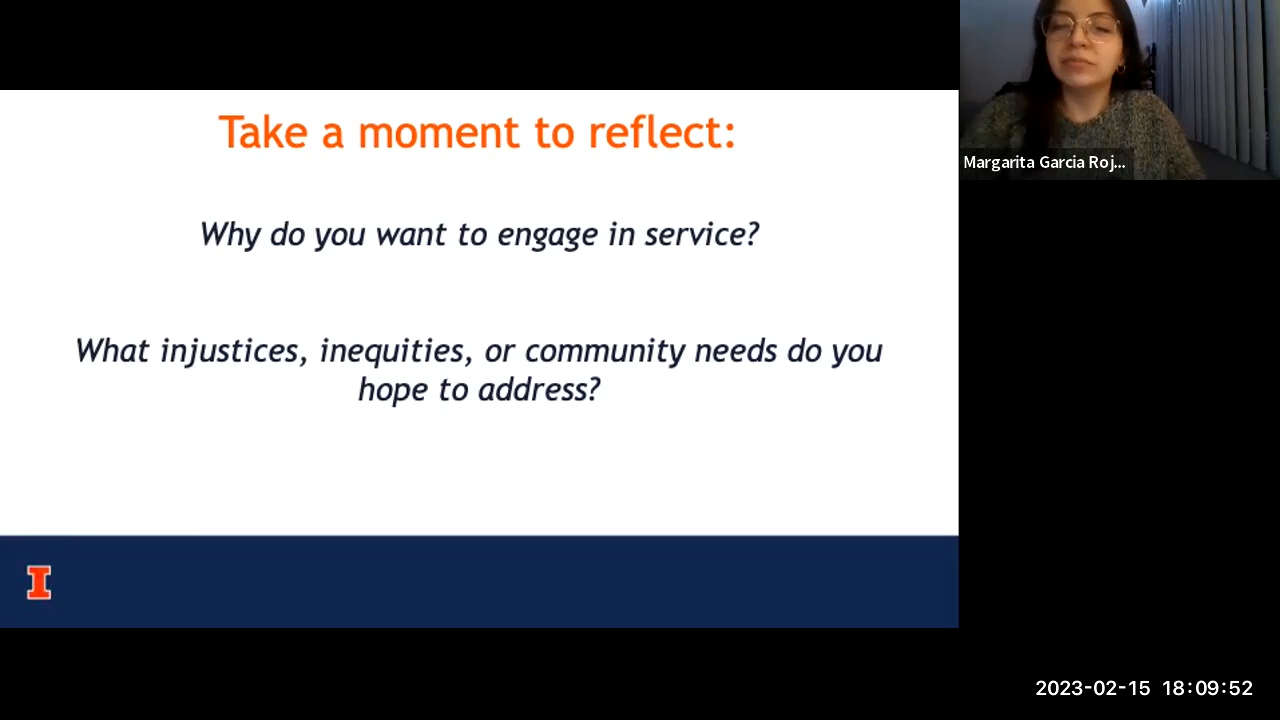 Take a moment to reflect:
Why do you want to engage in service?
What injustices, inequities, or community needs do you
hope to address?
I
Margarita Garcia Roj...
2023-02-15 18:09:52